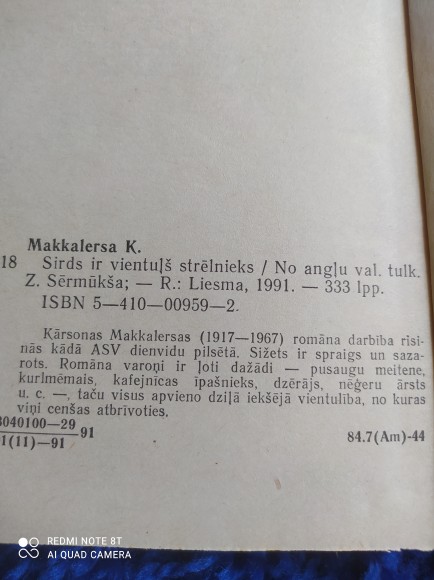 Makkalersa K.
18 Sirds ir vientuļš strēlnieks / No angļu val. tulk.
Z. Sērmūkša; — R.: Liesma, 1991. — 333 lpp.
ISBN 5—410—00959—2.
Kārsonas Makkalersas (1917—1967) romāna darbība risi-
nās kādā ASV dienvidu pilsētā. Sižets ir spraigs un saza-
rots. Romāna varoņi ir ļoti dažādi — pusaugu meitene,
kurlmēmais, kafejnīcas īpašnieks, dzērājs, nēģeru ārsts
u. c. —, taču visus apvieno dziļā iekšējā vientulība, no kuras
viņi cenšas atbrīvoties.
3040100—29
1(11)—91
91
84.7(Am)-44
REDMI NOTE 8T
AI QUAD CAMERA